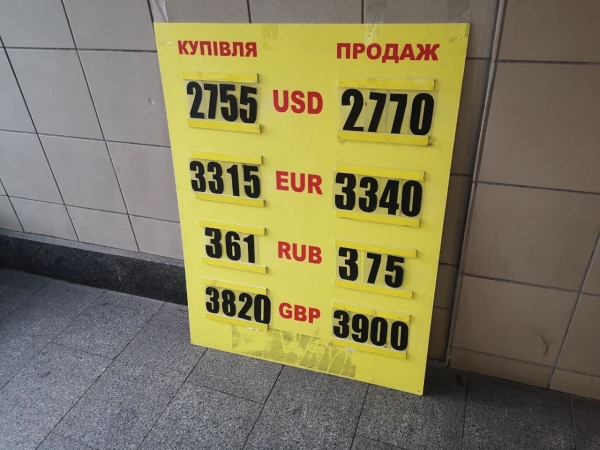 КУПІВЛЯ ПРОДАЖ
2755 USD 2770
3315 EUR 3340
361 RUB 375
3820 GBP 3900